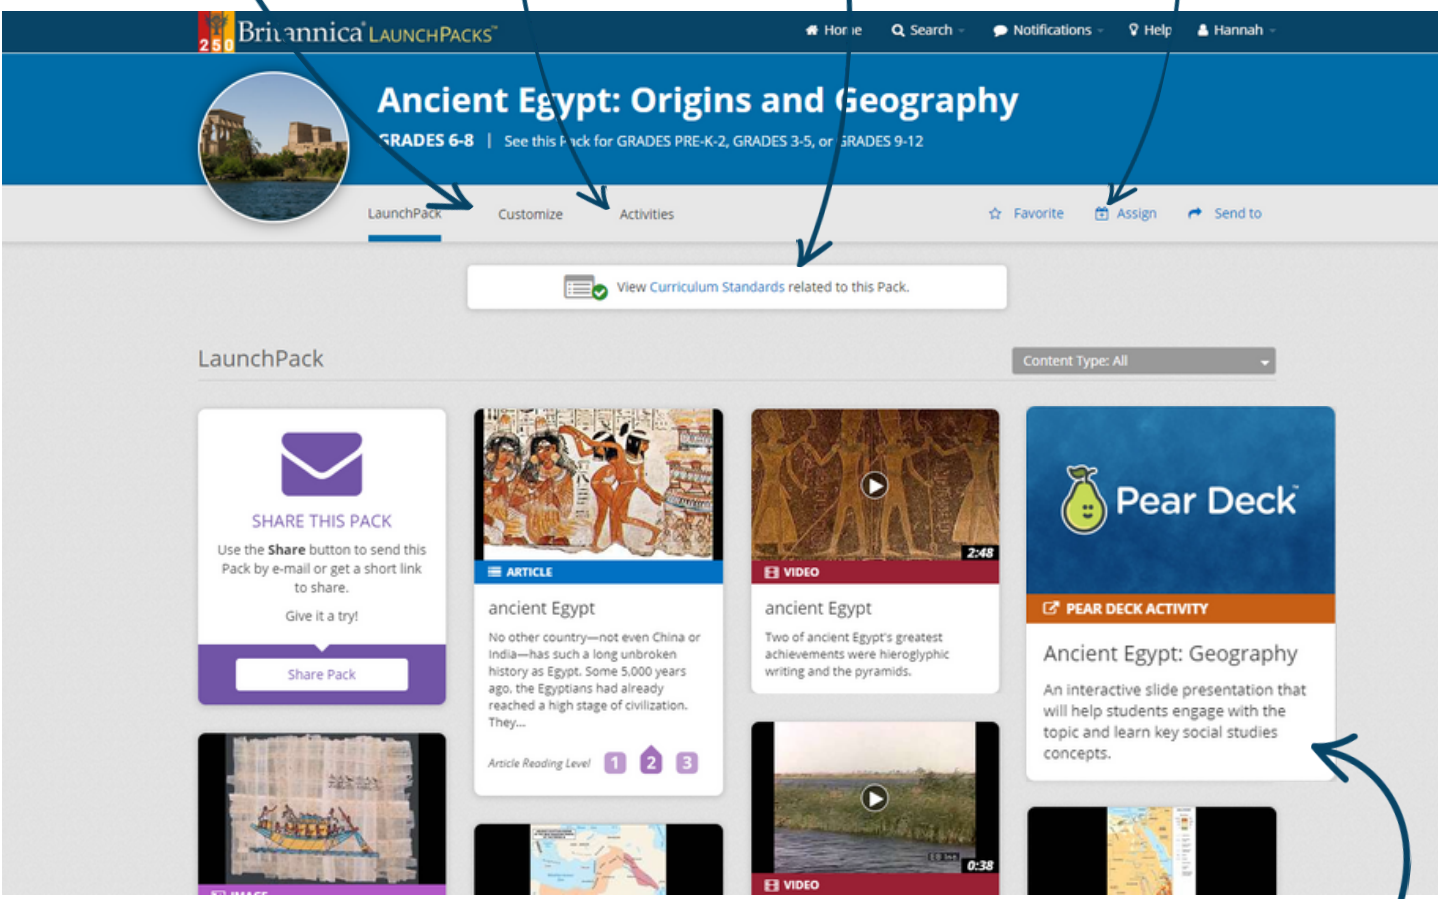 250 Britannica LAUNCHPACKS™
Home Search Notifications Help Hannah
Ancient Egypt: Origins and Geography
GRADES 6-8 | See this Pack for GRADES PRE-K-2, GRADES 3-5, or GRADES 9-12
LaunchPack Customize Activities Favorite Assign Send to
View Curriculum Standards related to this Pack.
LaunchPack
Content Type: All
SHARE THIS PACK
Use the Share button to send this
Pack by e-mail or get a short link
to share.
Give it a try!
Share Pack
IMAGE
ARTICLE
ancient Egypt
No other country—not even China or
India—has such a long unbroken
history as Egypt. Some 5,000 years
ago, the Egyptians had already
reached a high stage of civilization.
They...
Article Reading Level 1 2 3
2:48
VIDEO
ancient Egypt
Two of ancient Egypt's greatest
achievements were hieroglyphic
writing and the pyramids.
EB Inc
0:38
VIDEO
Pear Deck™
PEAR DECK ACTIVITY
Ancient Egypt: Geography
An interactive slide presentation that
will help students engage with the
topic and learn key social studies
concepts.